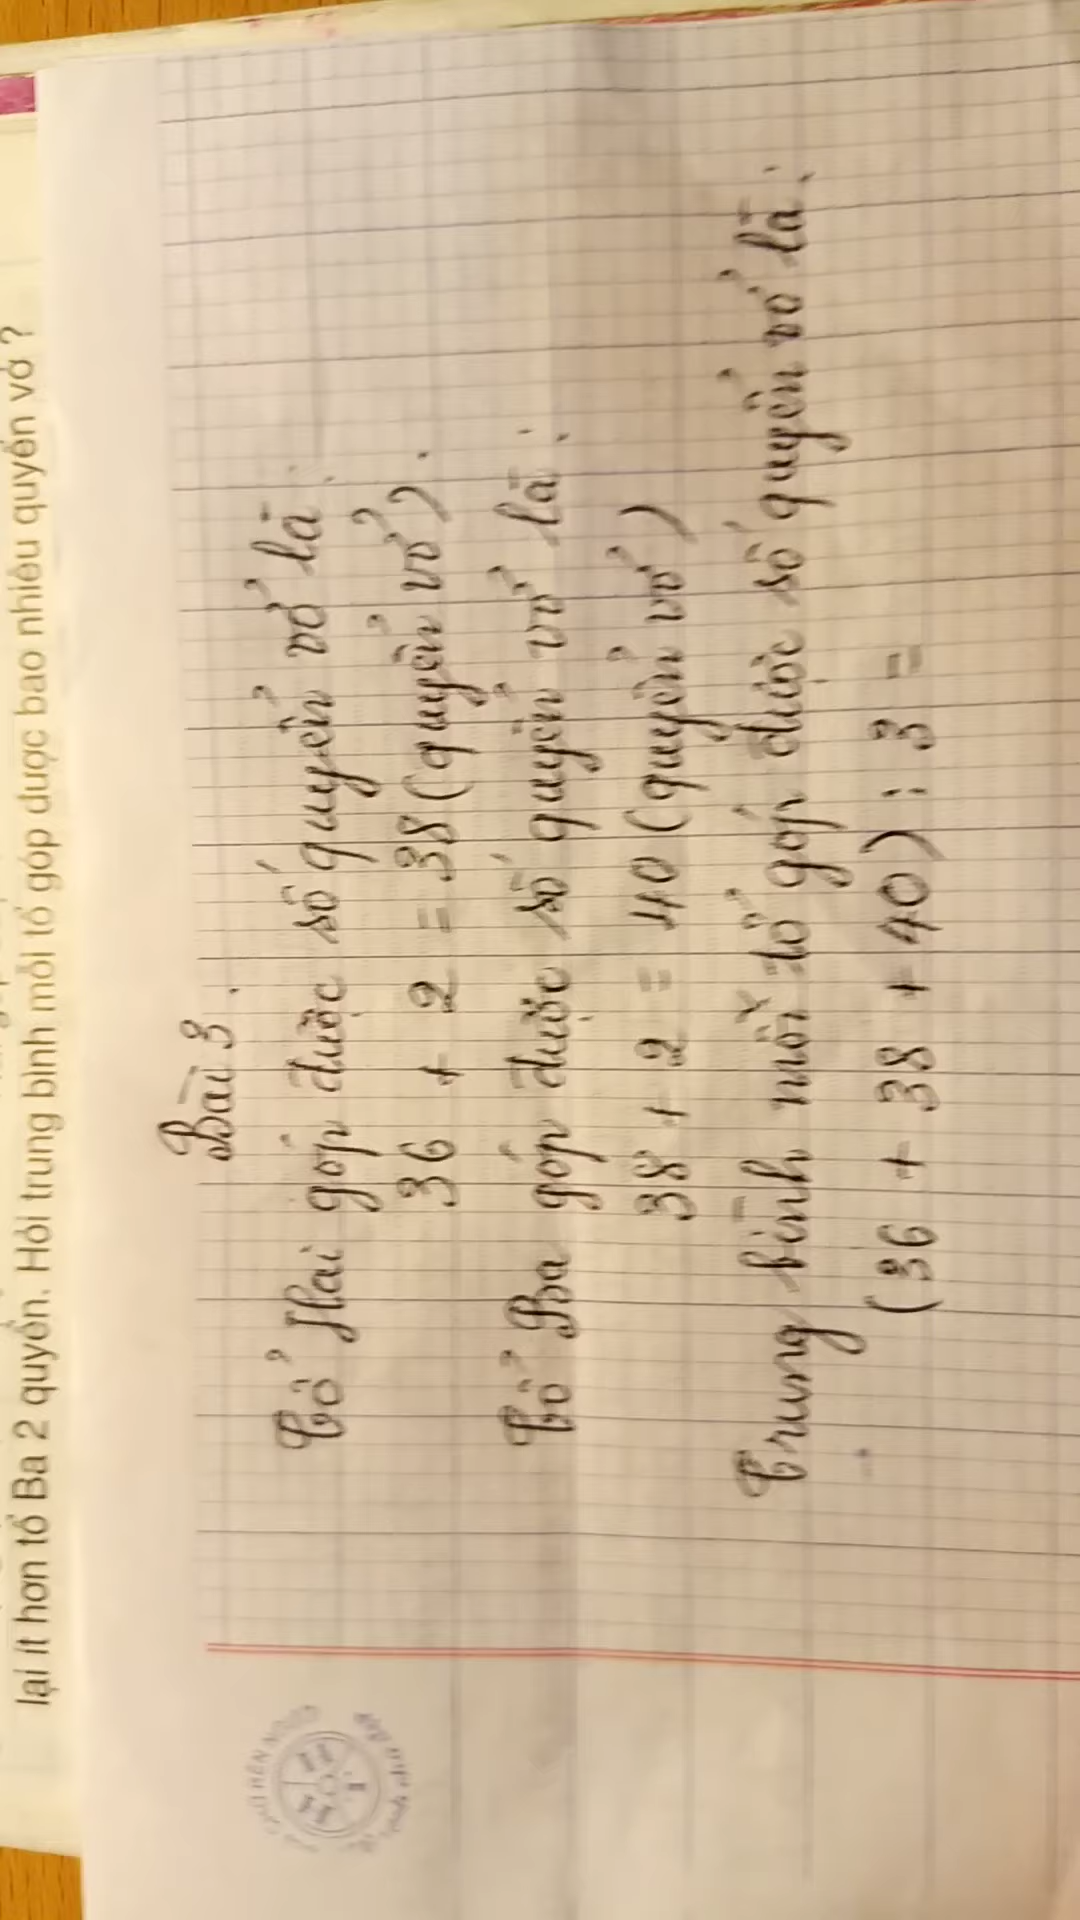 lại ít hơn tổ Ba 2 quyển. Hỏi trung bình mỗi tổ góp được bao nhiêu quyển vở ?
Bài 3.
Tổ Hai góp được số quyển vở là:
36 + 2 = 38 (quyển vở).
Tổ Ba góp được số quyển vở là:
38 + 2 = 40 (quyển vở)
Trung bình mỗi tổ góp được số quyển vở là:
(36 + 38 + 40) : 3 =